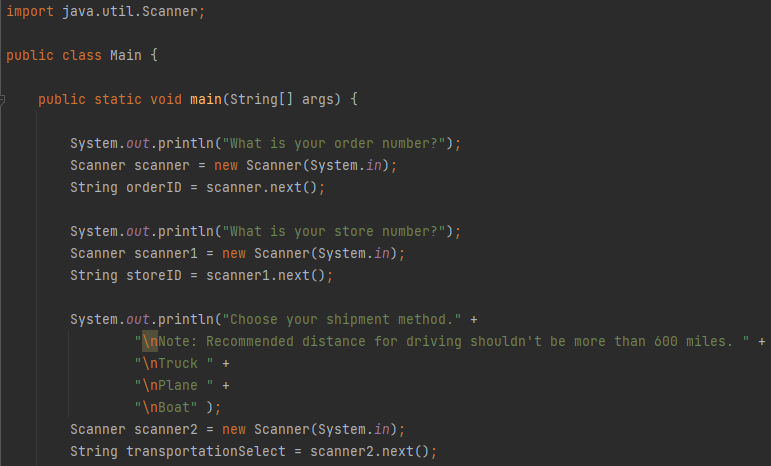 import java.util.Scanner;
public class Main {
public static void main(String[] args) {
System.out.println("What is your order number?");
Scanner scanner = new Scanner(System.in);
String orderID = scanner.next();
System.out.println("What is your store number?");
Scanner scanner1 = new Scanner(System.in);
String storeID = scanner1.next();
System.out.println("Choose your shipment method." +
"\nNote: Recommended distance for driving shouldn't be more than 600 miles. " +
"\nTruck " +
"\nPlane " +
"\nBoat" );
Scanner scanner2 = new Scanner(System.in);
String transportationSelect = scanner2.next();